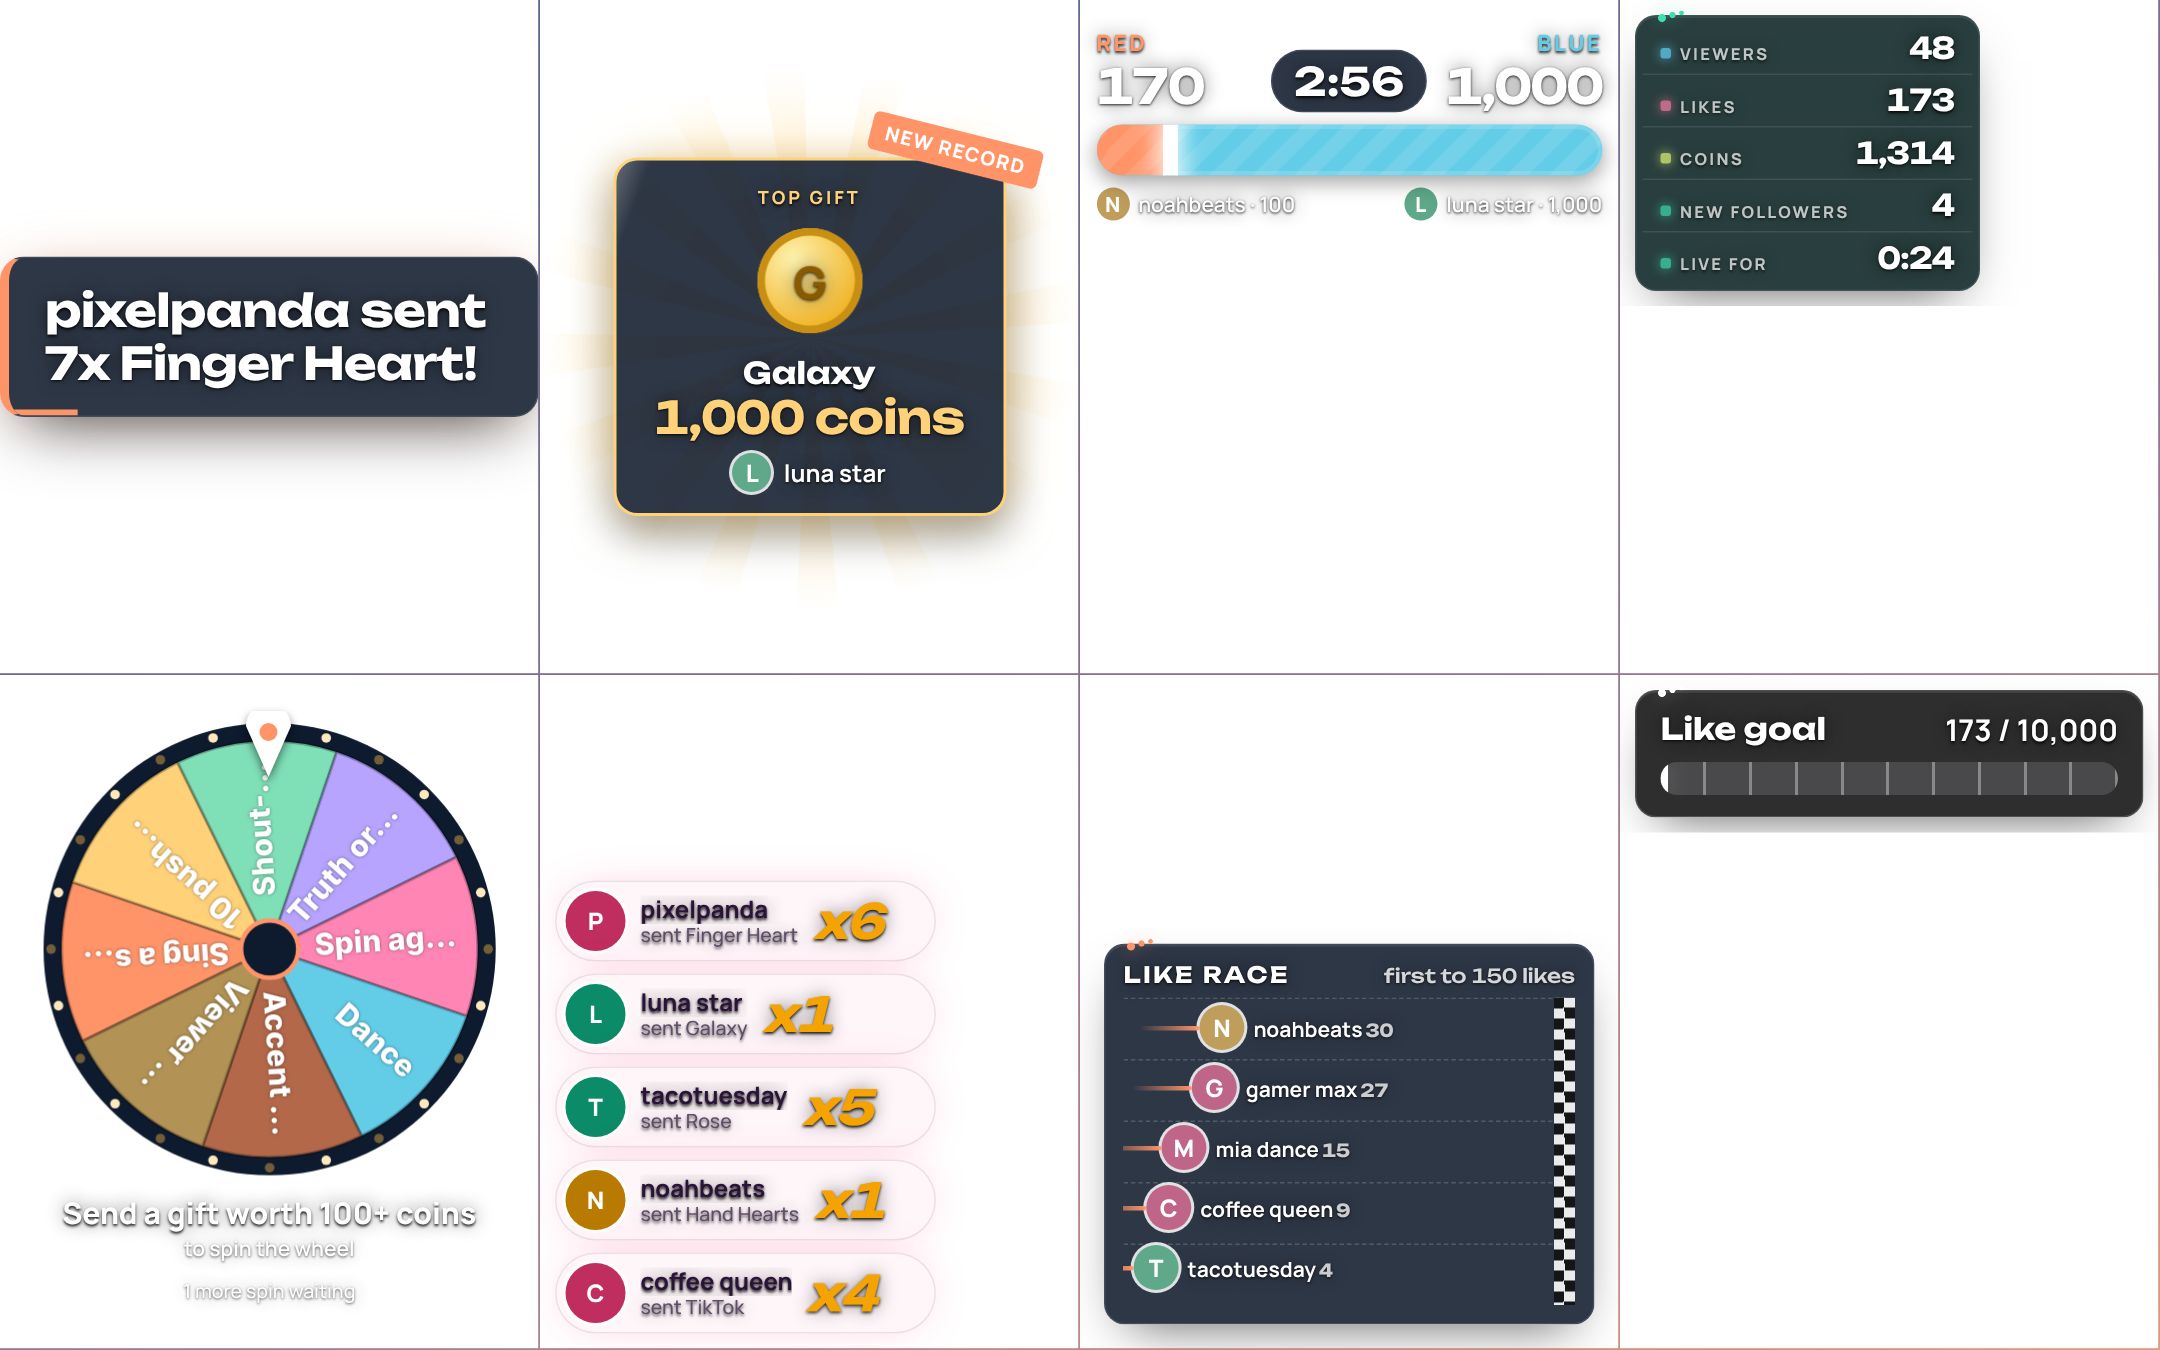 pixelpanda sent
7x Finger Heart!
NEW RECORD
TOP GIFT
G
Galaxy
1,000 coins
L luna star
RED
BLUE
170
2:56
1,000
N noahbeats · 100
L luna star · 1,000
VIEWERS 48
LIKES 173
COINS 1,314
NEW FOLLOWERS 4
LIVE FOR 0:24
Shout-…
Truth or…
Spin ag…
Dance
Accent …
Viewer …
Sing a s…
10 push…
Send a gift worth 100+ coins
to spin the wheel
1 more spin waiting
P pixelpanda x6
sent Finger Heart
L luna star x1
sent Galaxy
T tacotuesday x5
sent Rose
N noahbeats x1
sent Hand Hearts
C coffee queen x4
sent TikTok
LIKE RACE first to 150 likes
N noahbeats 30
G gamer max 27
M mia dance 15
C coffee queen 9
T tacotuesday 4
Like goal 173 / 10,000